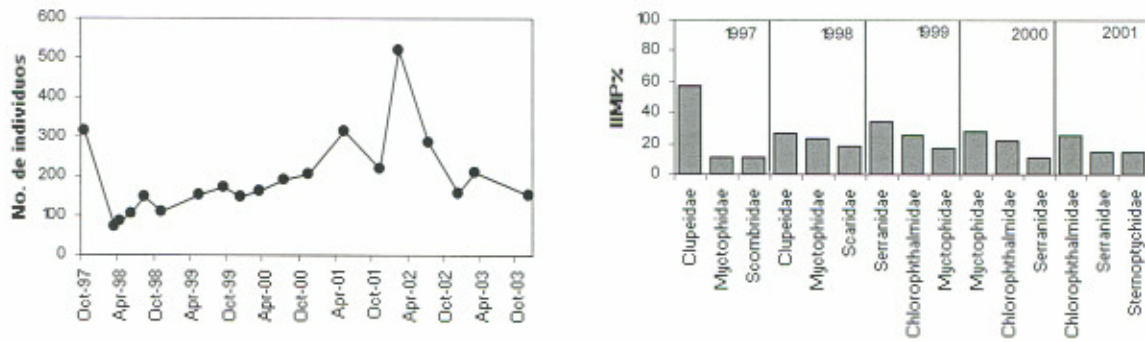 No. de individuos
600
500
400
300
200
100
0
Oct-97
Apr-98
Oct-98
Apr-99
Oct-99
Apr-00
Oct-00
Apr-01
Oct-01
Apr-02
Oct-02
Apr-03
Oct-03
IIMP%
100
80
60
40
20
0
1997
1998
1999
2000
2001
Clupeidae
Myctophidae
Scombridae
Clupeidae
Myctophidae
Scaridae
Serranidae
Chlorophthalmidae
Myctophidae
Myctophidae
Chlorophthalmidae
Serranidae
Chlorophthalmidae
Serranidae
Sternoptychidae